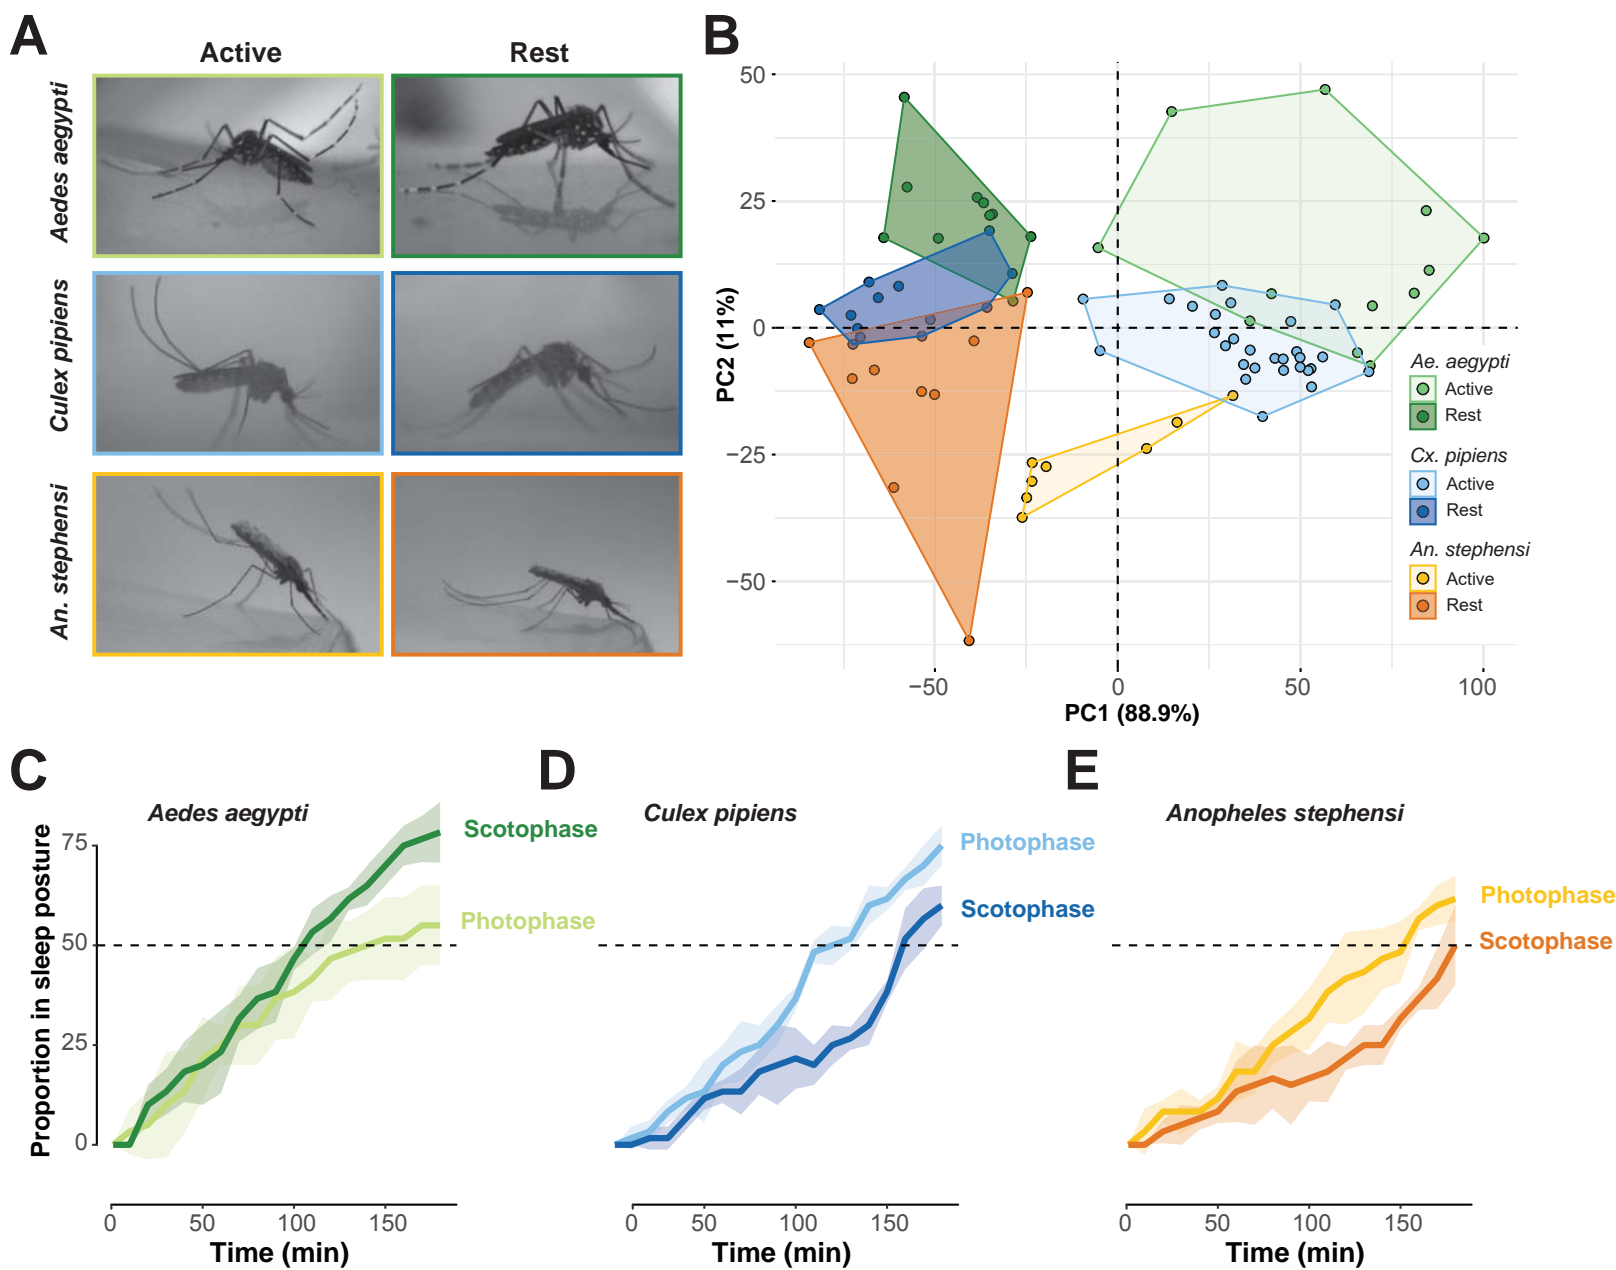 A
Active
Rest
Aedes aegypti
Culex pipiens
An. stephensi
B
50
25
0
−25
−50
PC2 (11%)
−50
0
50
100
PC1 (88.9%)
Ae. aegypti
Active
Rest
Cx. pipiens
Active
Rest
An. stephensi
Active
Rest
C
Aedes aegypti
Proportion in sleep posture
75
50
25
0
Scotophase
Photophase
0
50
100
150
Time (min)
D
Culex pipiens
Photophase
Scotophase
0
50
100
150
Time (min)
E
Anopheles stephensi
Photophase
Scotophase
0
50
100
150
Time (min)